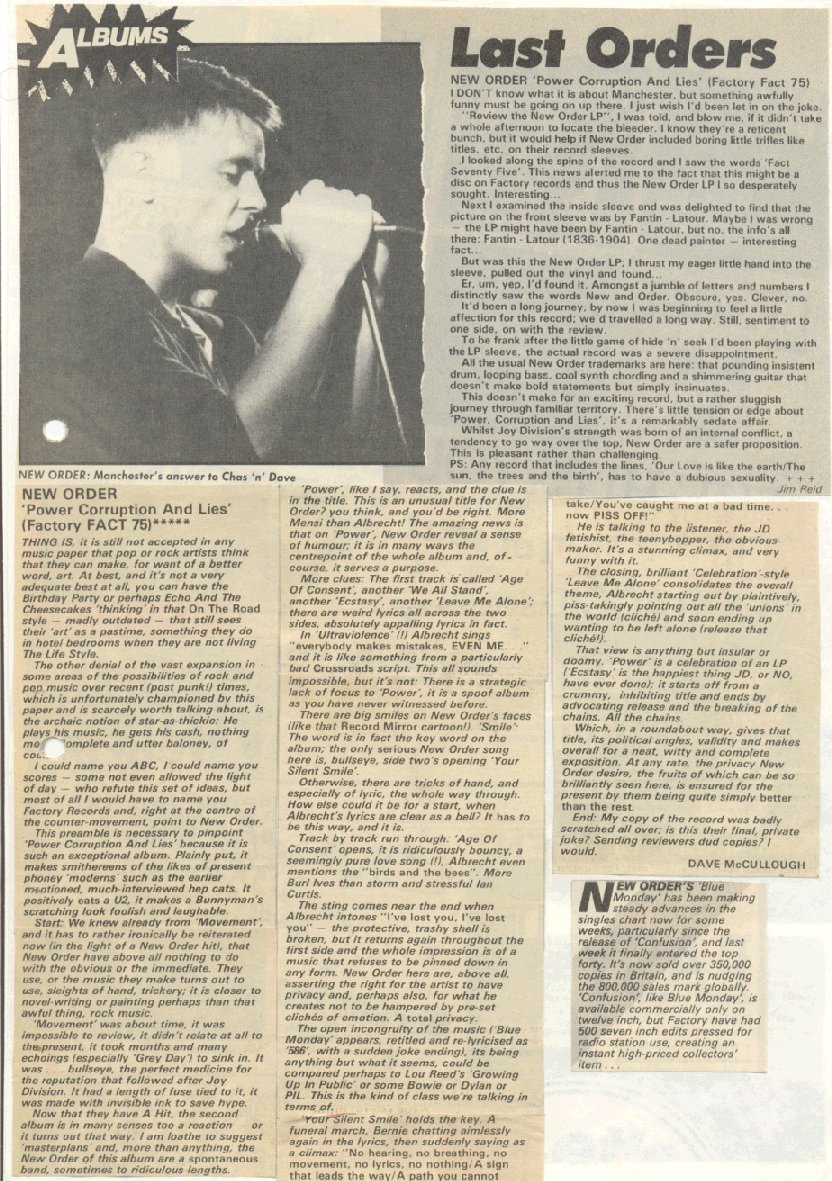 ALBUMS
Last Orders
NEW ORDER 'Power Corruption And Lies' (Factory Fact 75)
I DON'T know what it is about Manchester, but something awfully
funny must be going on up there. I just wish I'd been let in on the joke.
"Review the New Order LP", I was told, and blow me, if it didn't take
a whole afternoon to locate the bleeder. I know they're a reticent
bunch, but it would help if New Order included boring little trifles like
titles, etc. on their record sleeves.
I looked along the spine of the record and I saw the words 'Fact
Seventy Five'. This news alerted me to the fact that this might be a
disc on Factory records and thus the New Order LP I so desperately
sought. Interesting...
Next I examined the inside sleeve and was delighted to find that the
picture on the front sleeve was by Fantin - Latour. Maybe I was wrong
— the LP might have been by Fantin - Latour, but no, the info's all
there: Fantin - Latour (1836-1904). One dead painter — interesting
fact...
But was this the New Order LP; I thrust my eager little hand into the
sleeve, pulled out the vinyl and found...
Er, um, yep, I'd found it. Amongst a jumble of letters and numbers I
distinctly saw the words New and Order. Obscure, yes. Clever, no.
It'd been a long journey, by now I was beginning to feel a little
affection for this record; we'd travelled a long way. Still, sentiment to
one side, on with the review.
To be frank after the little game of hide 'n' seek I'd been playing with
the LP sleeve, the actual record was a severe disappointment.
All the usual New Order trademarks are here: that pounding insistent
drum, looping bass, cool synth chording and a shimmering guitar that
doesn't make bold statements but simply insinuates.
This doesn't make for an exciting record, but a rather sluggish
journey through familiar territory. There's little tension or edge about
'Power, Corruption and Lies', it's a remarkably sedate affair.
Whilst Joy Division's strength was born of an internal conflict, a
tendency to go way over the top, New Order are a safer proposition.
This is pleasant rather than challenging.
PS: Any record that includes the lines, 'Our Love is like the earth/The
sun, the trees and the birth', has to have a dubious sexuality. + + +
Jim Reid
NEW ORDER: Manchester's answer to Chas 'n' Dave
NEW ORDER
'Power Corruption And Lies'
(Factory FACT 75)*****
THING IS, it is still not accepted in any
music paper that pop or rock artists think
that they can make, for want of a better
word, art. At best, and it's not a very
adequate best at all, you can have the
Birthday Party or perhaps Echo And The
Cheesecakes 'thinking' in that On The Road
style — madly outdated — that still sees
their 'art' as a pastime, something they do
in hotel bedrooms when they are not living
The Life Style.
The other denial of the vast expansion in
some areas of the possibilities of rock and
pop music over recent (post punk!) times,
which is unfortunately championed by this
paper and is scarcely worth talking about, is
the archaic notion of star-as-thickie: He
plays his music, he gets his cash, nothing
mo complete and utter baloney, of
cou
I could name you ABC, I could name you
scores — some not even allowed the light
of day — who refute this set of ideas, but
most of all I would have to name you
Factory Records and, right at the centre of
the counter-movement, point to New Order.
This preamble is necessary to pinpoint
'Power Corruption And Lies' because it is
such an exceptional album. Plainly put, it
makes smithereens of the likes of present
phoney 'moderns' such as the earlier
mentioned, much-interviewed hep cats. It
positively eats a U2, it makes a Bunnyman's
scratching look foolish and laughable.
Start: We knew already from 'Movement',
and it has to rather ironically be reiterated
now (in the light of a New Order hit), that
New Order have above all nothing to do
with the obvious or the immediate. They
use, or the music they make turns out to
use, sleights of hand, trickery; it is closer to
novel-writing or painting perhaps than that
awful thing, rock music.
'Movement' was about time, it was
impossible to review, it didn't relate at all to
the present, it took months and many
echoings (especially 'Grey Day') to sink in. It
was . . . bullseye, the perfect medicine for
the reputation that followed after Joy
Division. It had a length of fuse tied to it, it
was made with invisible ink to save hype.
Now that they have A Hit, the second
album is in many senses too a reaction — or
it turns out that way. I am loathe to suggest
'masterplans' and, more than anything, the
New Order of this album are a spontaneous
band, sometimes to ridiculous lengths.
'Power', like I say, reacts, and the clue is
in the title. This is an unusual title for New
Order? you think, and you'd be right. More
Mensi than Albrecht! The amazing news is
that on 'Power', New Order reveal a sense
of humour; it is in many ways the
centrepoint of the whole album and, of
course, it serves a purpose.
More clues: The first track is called 'Age
Of Consent', another 'We All Stand',
another 'Ecstasy', another 'Leave Me Alone';
there are weird lyrics all across the two
sides, absolutely appalling lyrics in fact.
In 'Ultraviolence' (!) Albrecht sings
"everybody makes mistakes, EVEN ME. . ."
and it is like something from a particularly
bad Crossroads script. This all sounds
impossible, but it's not: There is a strategic
lack of focus to 'Power', it is a spoof album
as you have never witnessed before.
There are big smiles on New Order's faces
(like that Record Mirror cartoon!). 'Smile':
The word is in fact the key word on the
album; the only serious New Order song
here is, bullseye, side two's opening 'Your
Silent Smile'.
Otherwise, there are tricks of hand, and
especially of lyric, the whole way through.
How else could it be for a start, when
Albrecht's lyrics are clear as a bell? It has to
be this way, and it is.
Track by track run through: 'Age Of
Consent' opens, it is ridiculously bouncy, a
seemingly pure love song (!), Albrecht even
mentions the "birds and the bees". More
Burl Ives than storm and stressful Ian
Curtis.
The sting comes near the end when
Albrecht intones "I've lost you, I've lost
you" — the protective, trashy shell is
broken, but it returns again throughout the
first side and the whole impression is of a
music that refuses to be pinned down in
any form. New Order here are, above all,
asserting the right for the artist to have
privacy and, perhaps also, for what he
creates not to be hampered by pre-set
clichés of emotion. A total privacy.
The open incongruity of the music ('Blue
Monday' appears, retitled and re-lyricised as
'586', with a sudden joke ending), its being
anything but what it seems, could be
compared perhaps to Lou Reed's 'Growing
Up In Public' or some Bowie or Dylan or
PIL. This is the kind of class we're talking in
terms of.
'Your Silent Smile' holds the key. A
funeral march, Bernie chatting aimlessly
again in the lyrics, then suddenly saying as
a climax: "No hearing, no breathing, no
movement, no lyrics, no nothing/A sign
that leads the way/A path you cannot
take/You've caught me at a bad time. . .
now PISS OFF!"
He is talking to the listener, the JD
fetishist, the teenybopper, the obvious-
maker. It's a stunning climax, and very
funny with it.
The closing, brilliant 'Celebration'-style
'Leave Me Alone' consolidates the overall
theme, Albrecht starting out by plaintively,
piss-takingly pointing out all the 'unions' in
the world (cliché) and soon ending up
wanting to be left alone (release that
cliché!).
That view is anything but insular or
doomy. 'Power' is a celebration of an LP
('Ecstasy' is the happiest thing JD, or NO,
have ever done); it starts off from a
crummy, inhibiting title and ends by
advocating release and the breaking of the
chains. All the chains.
Which, in a roundabout way, gives that
title, its political angles, validity and makes
overall for a neat, witty and complete
exposition. At any rate, the privacy New
Order desire, the fruits of which can be so
brilliantly seen here, is ensured for the
present by them being quite simply better
than the rest.
End: My copy of the record was badly
scratched all over; is this their final, private
joke? Sending reviewers dud copies? I
would.
DAVE McCULLOUGH
NEW ORDER'S 'Blue
Monday' has been making
steady advances in the
singles chart now for some
weeks, particularly since the
release of 'Confusion', and last
week it finally entered the top
forty. It's now sold over 350,000
copies in Britain, and is nudging
the 800,000 sales mark globally.
'Confusion', like Blue Monday', is
available commercially only on
twelve inch, but Factory have had
500 seven inch edits pressed for
radio station use, creating an
instant high-priced collectors'
item . . .